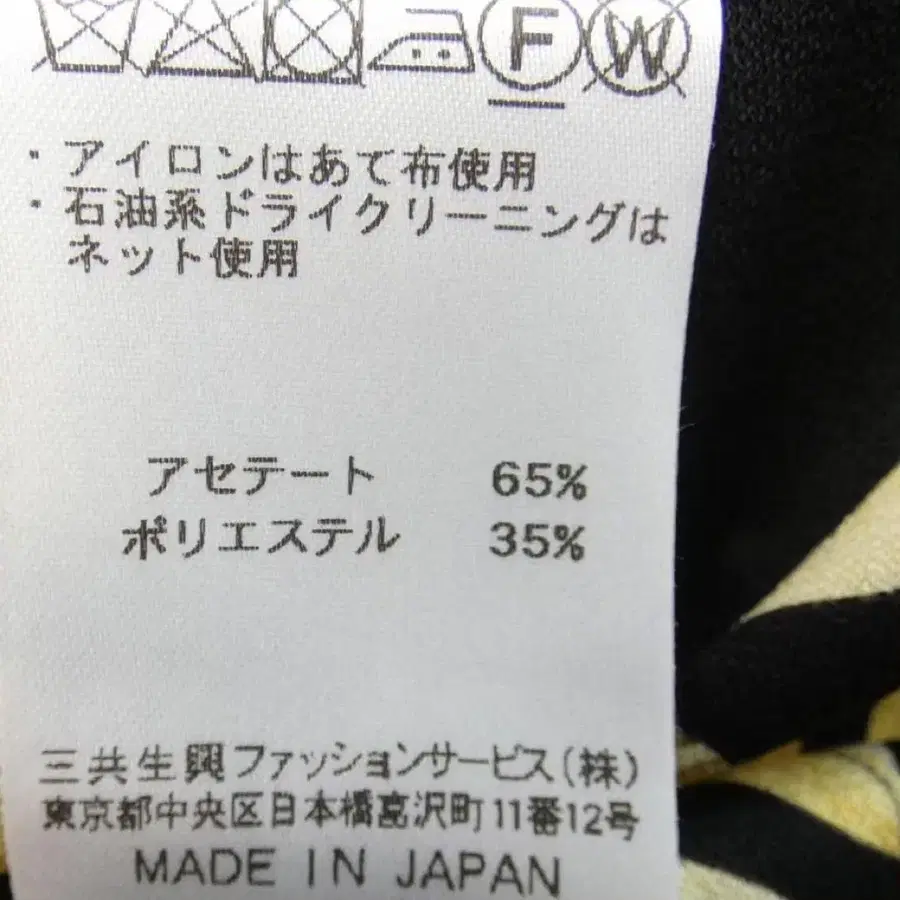 F W
・アイロンはあて布使用
・石油系ドライクリーニングは
ネット使用
アセテート 65%
ポリエステル 35%
三共生興ファッションサービス(株)
東京都中央区日本橋富沢町11番12号
MADE IN JAPAN